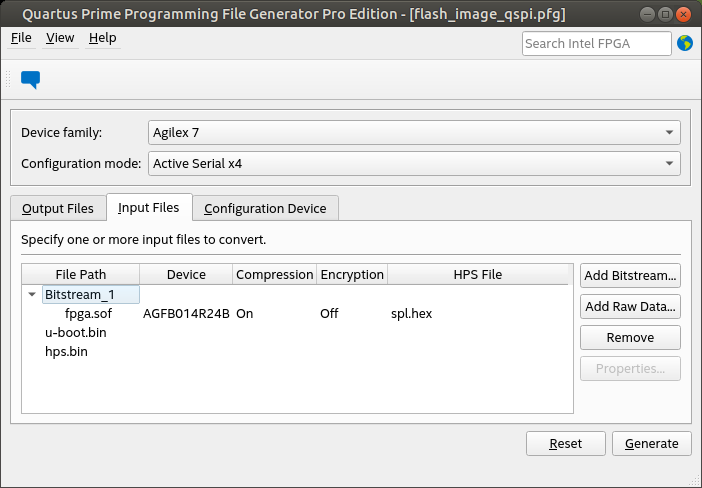 Quartus Prime Programming File Generator Pro Edition - [flash_image_qspi.pfg]
File View Help
Search Intel FPGA
Device family:
Agilex 7
Configuration mode:
Active Serial x4
Output Files
Input Files
Configuration Device
Specify one or more input files to convert.
File Path Device Compression Encryption HPS File
Bitstream_1
fpga.sof AGFB014R24B On Off spl.hex
u-boot.bin
hps.bin
Add Bitstream...
Add Raw Data...
Remove
Properties...
Reset
Generate